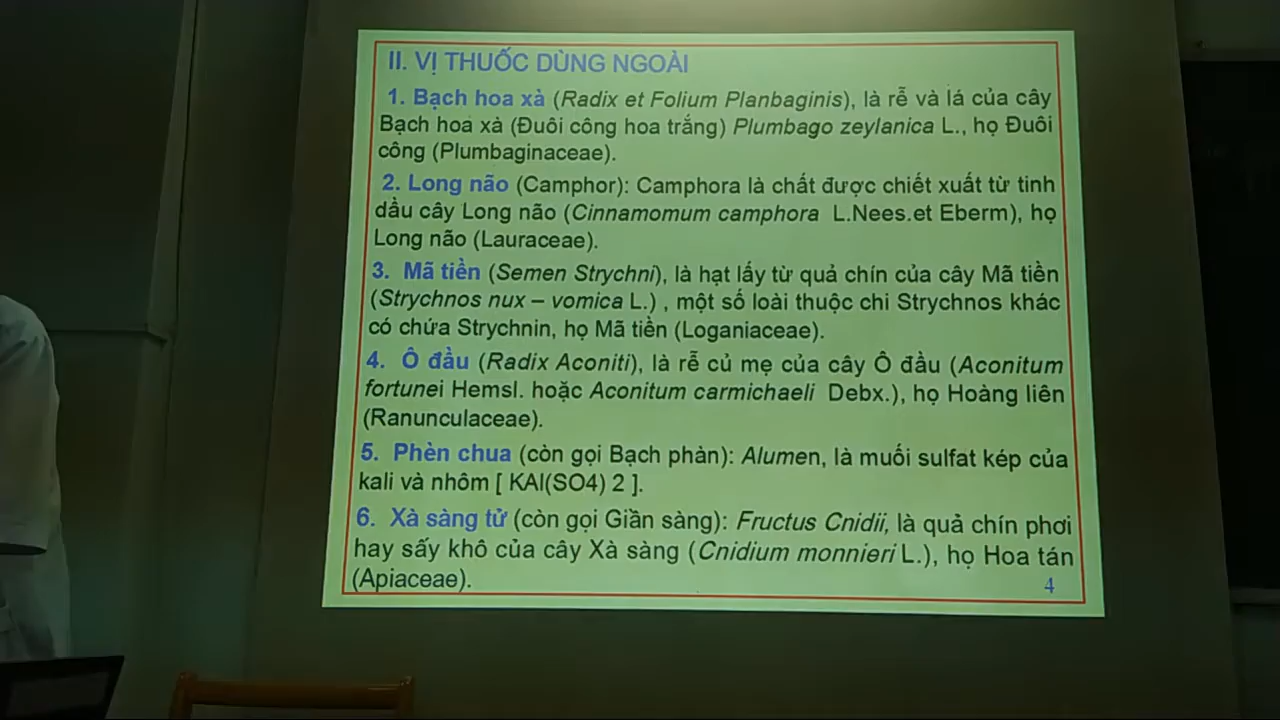 II. VỊ THUỐC DÙNG NGOÀI
1. Bạch hoa xà (Radix et Folium Planbaginis), là rễ và lá của cây
Bạch hoa xà (Đuôi công hoa trắng) Plumbago zeylanica L., họ Đuôi
công (Plumbaginaceae).
2. Long não (Camphor): Camphora là chất được chiết xuất từ tinh
dầu cây Long não (Cinnamomum camphora L.Nees.et Eberm), họ
Long não (Lauraceae).
3. Mã tiền (Semen Strychni), là hạt lấy từ quả chín của cây Mã tiền
(Strychnos nux – vomica L.) , một số loài thuộc chi Strychnos khác
có chứa Strychnin, họ Mã tiền (Loganiaceae).
4. Ô đầu (Radix Aconiti), là rễ củ mẹ của cây Ô đầu (Aconitum
fortunei Hemsl. hoặc Aconitum carmichaeli Debx.), họ Hoàng liên
(Ranunculaceae).
5. Phèn chua (còn gọi Bạch phàn): Alumen, là muối sulfat kép của
kali và nhôm [ KAl(SO4) 2 ].
6. Xà sàng tử (còn gọi Giần sàng): Fructus Cnidii, là quả chín phơi
hay sấy khô của cây Xà sàng (Cnidium monnieri L.), họ Hoa tán
(Apiaceae).
4